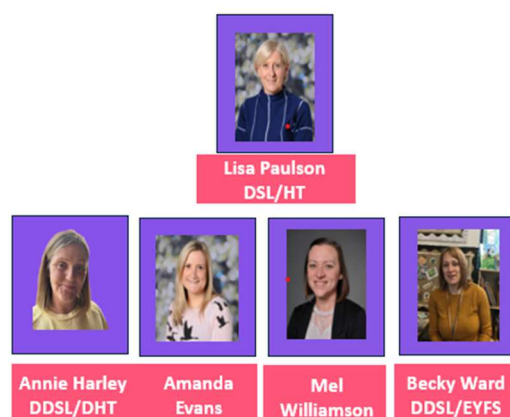 Lisa Paulson
DSL/HT
Annie Harley
DDSL/DHT
Amanda
Evans
Mel
Williamson
Becky Ward
DDSL/EYFS